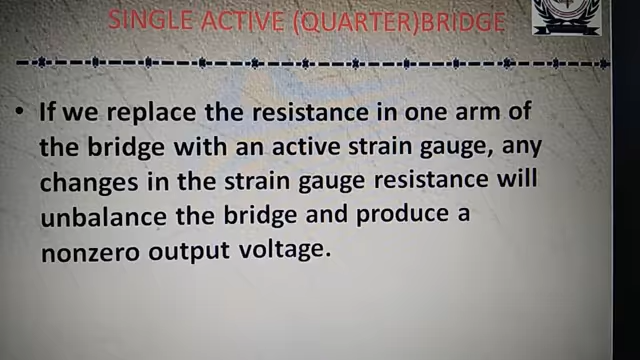 SINGLE ACTIVE (QUARTER)BRIDGE
• If we replace the resistance in one arm of
the bridge with an active strain gauge, any
changes in the strain gauge resistance will
unbalance the bridge and produce a
nonzero output voltage.